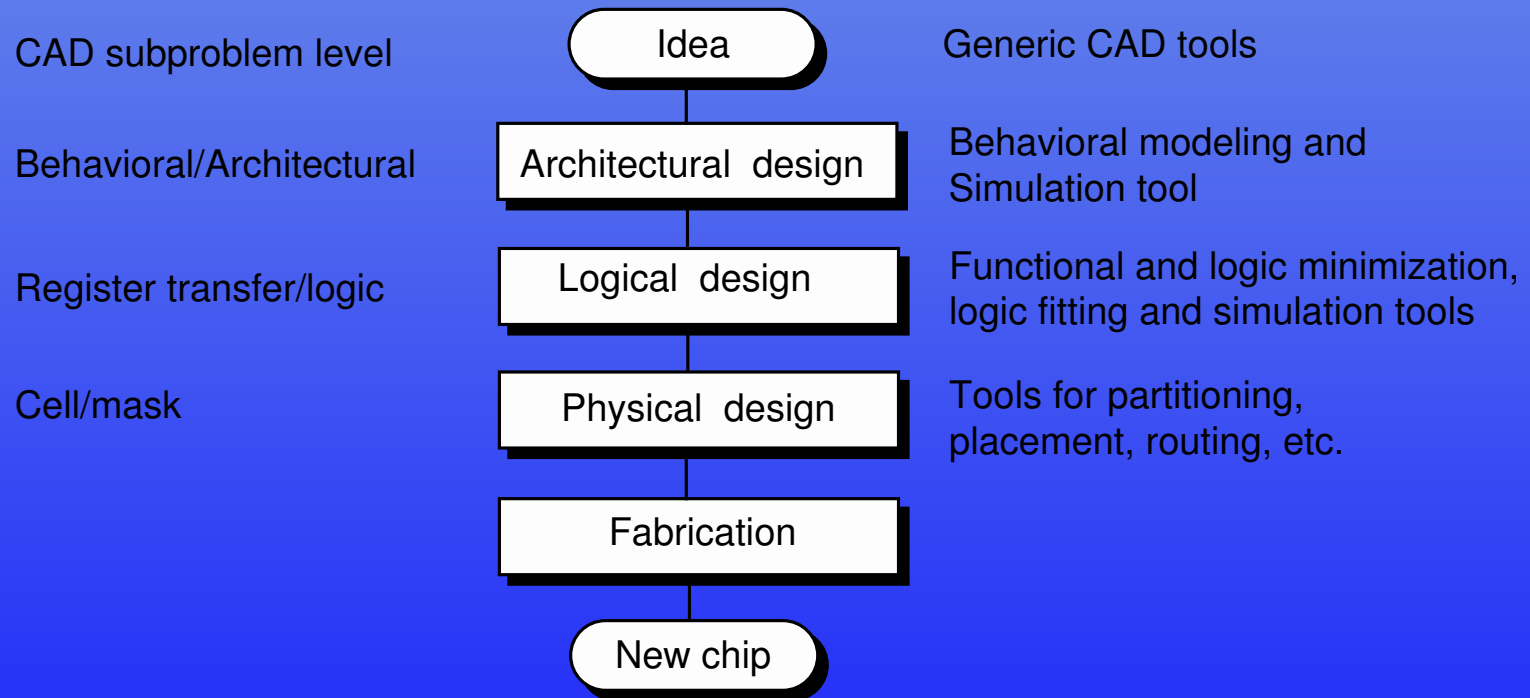 CAD subproblem level
Idea
Generic CAD tools
Behavioral/Architectural
Architectural design
Behavioral modeling and
Simulation tool
Register transfer/logic
Logical design
Functional and logic minimization,
logic fitting and simulation tools
Cell/mask
Physical design
Tools for partitioning,
placement, routing, etc.
Fabrication
New chip